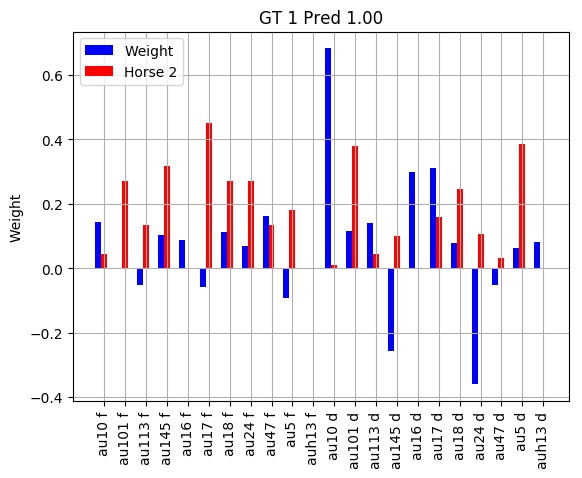 GT 1 Pred 1.00
Weight
Horse 2
Weight
0.6
0.4
0.2
0.0
−0.2
−0.4
au10 f
au101 f
au113 f
au145 f
au16 f
au17 f
au18 f
au24 f
au47 f
au5 f
auh13 f
au10 d
au101 d
au113 d
au145 d
au16 d
au17 d
au18 d
au24 d
au47 d
au5 d
auh13 d